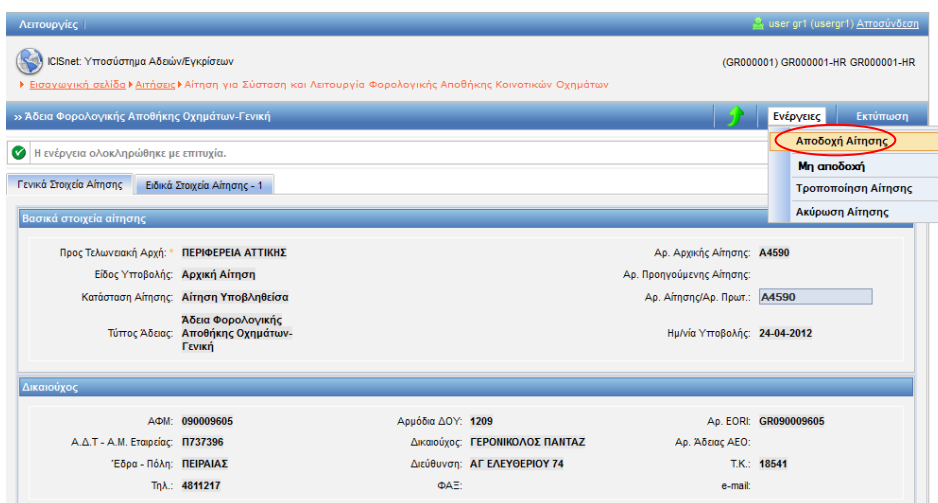 Λειτουργίες
user gr1 (usergr1) Αποσύνδεση
ICISnet: Υποσύστημα Αδειών/Εγκρίσεων
(GR000001) GR000001-HR GR000001-HR
Εισαγωγική σελίδα Αιτήσεις Αίτηση για Σύσταση και Λειτουργία Φορολογικής Αποθήκης Κοινοτικών Οχημάτων
>> Άδεια Φορολογικής Αποθήκης Οχημάτων-Γενική
Ενέργειες Εκτύπωση
Αποδοχή Αίτησης
Μη αποδοχή
Τροποποίηση Αίτησης
Ακύρωση Αίτησης
Η ενέργεια ολοκληρώθηκε με επιτυχία.
Γενικά Στοιχεία Αίτησης Ειδικά Στοιχεία Αίτησης - 1
Βασικά στοιχεία αίτησης
Προς Τελωνειακή Αρχή: * ΠΕΡΙΦΕΡΕΙΑ ΑΤΤΙΚΗΣ Αρ. Αρχικής Αίτησης: A4590
Είδος Υποβολής: Αρχική Αίτηση Αρ. Προηγούμενης Αίτησης:
Κατάσταση Αίτησης: Αίτηση Υποβληθείσα Αρ. Αίτησης/Αρ. Πρωτ.: A4590
Τύπος Άδειας: Άδεια Φορολογικής
Αποθήκης Οχημάτων-
Γενική
Ημ/νία Υποβολής: 24-04-2012
Δικαιούχος
ΑΦΜ: 090009605 Αρμόδια ΔΟΥ: 1209 Αρ. EORI: GR090009605
Α.Δ.Τ - Α.Μ. Εταιρείας: Π737396 Δικαιούχος: ΓΕΡΟΝΙΚΟΛΟΣ ΠΑΝΤΑΖ Αρ. Άδειας ΑΕΟ:
Έδρα - Πόλη: ΠΕΙΡΑΙΑΣ Διεύθυνση: ΑΓ ΕΛΕΥΘΕΡΙΟΥ 74 Τ.Κ.: 18541
Τηλ.: 4811217 ΦΑΞ: e-mail: